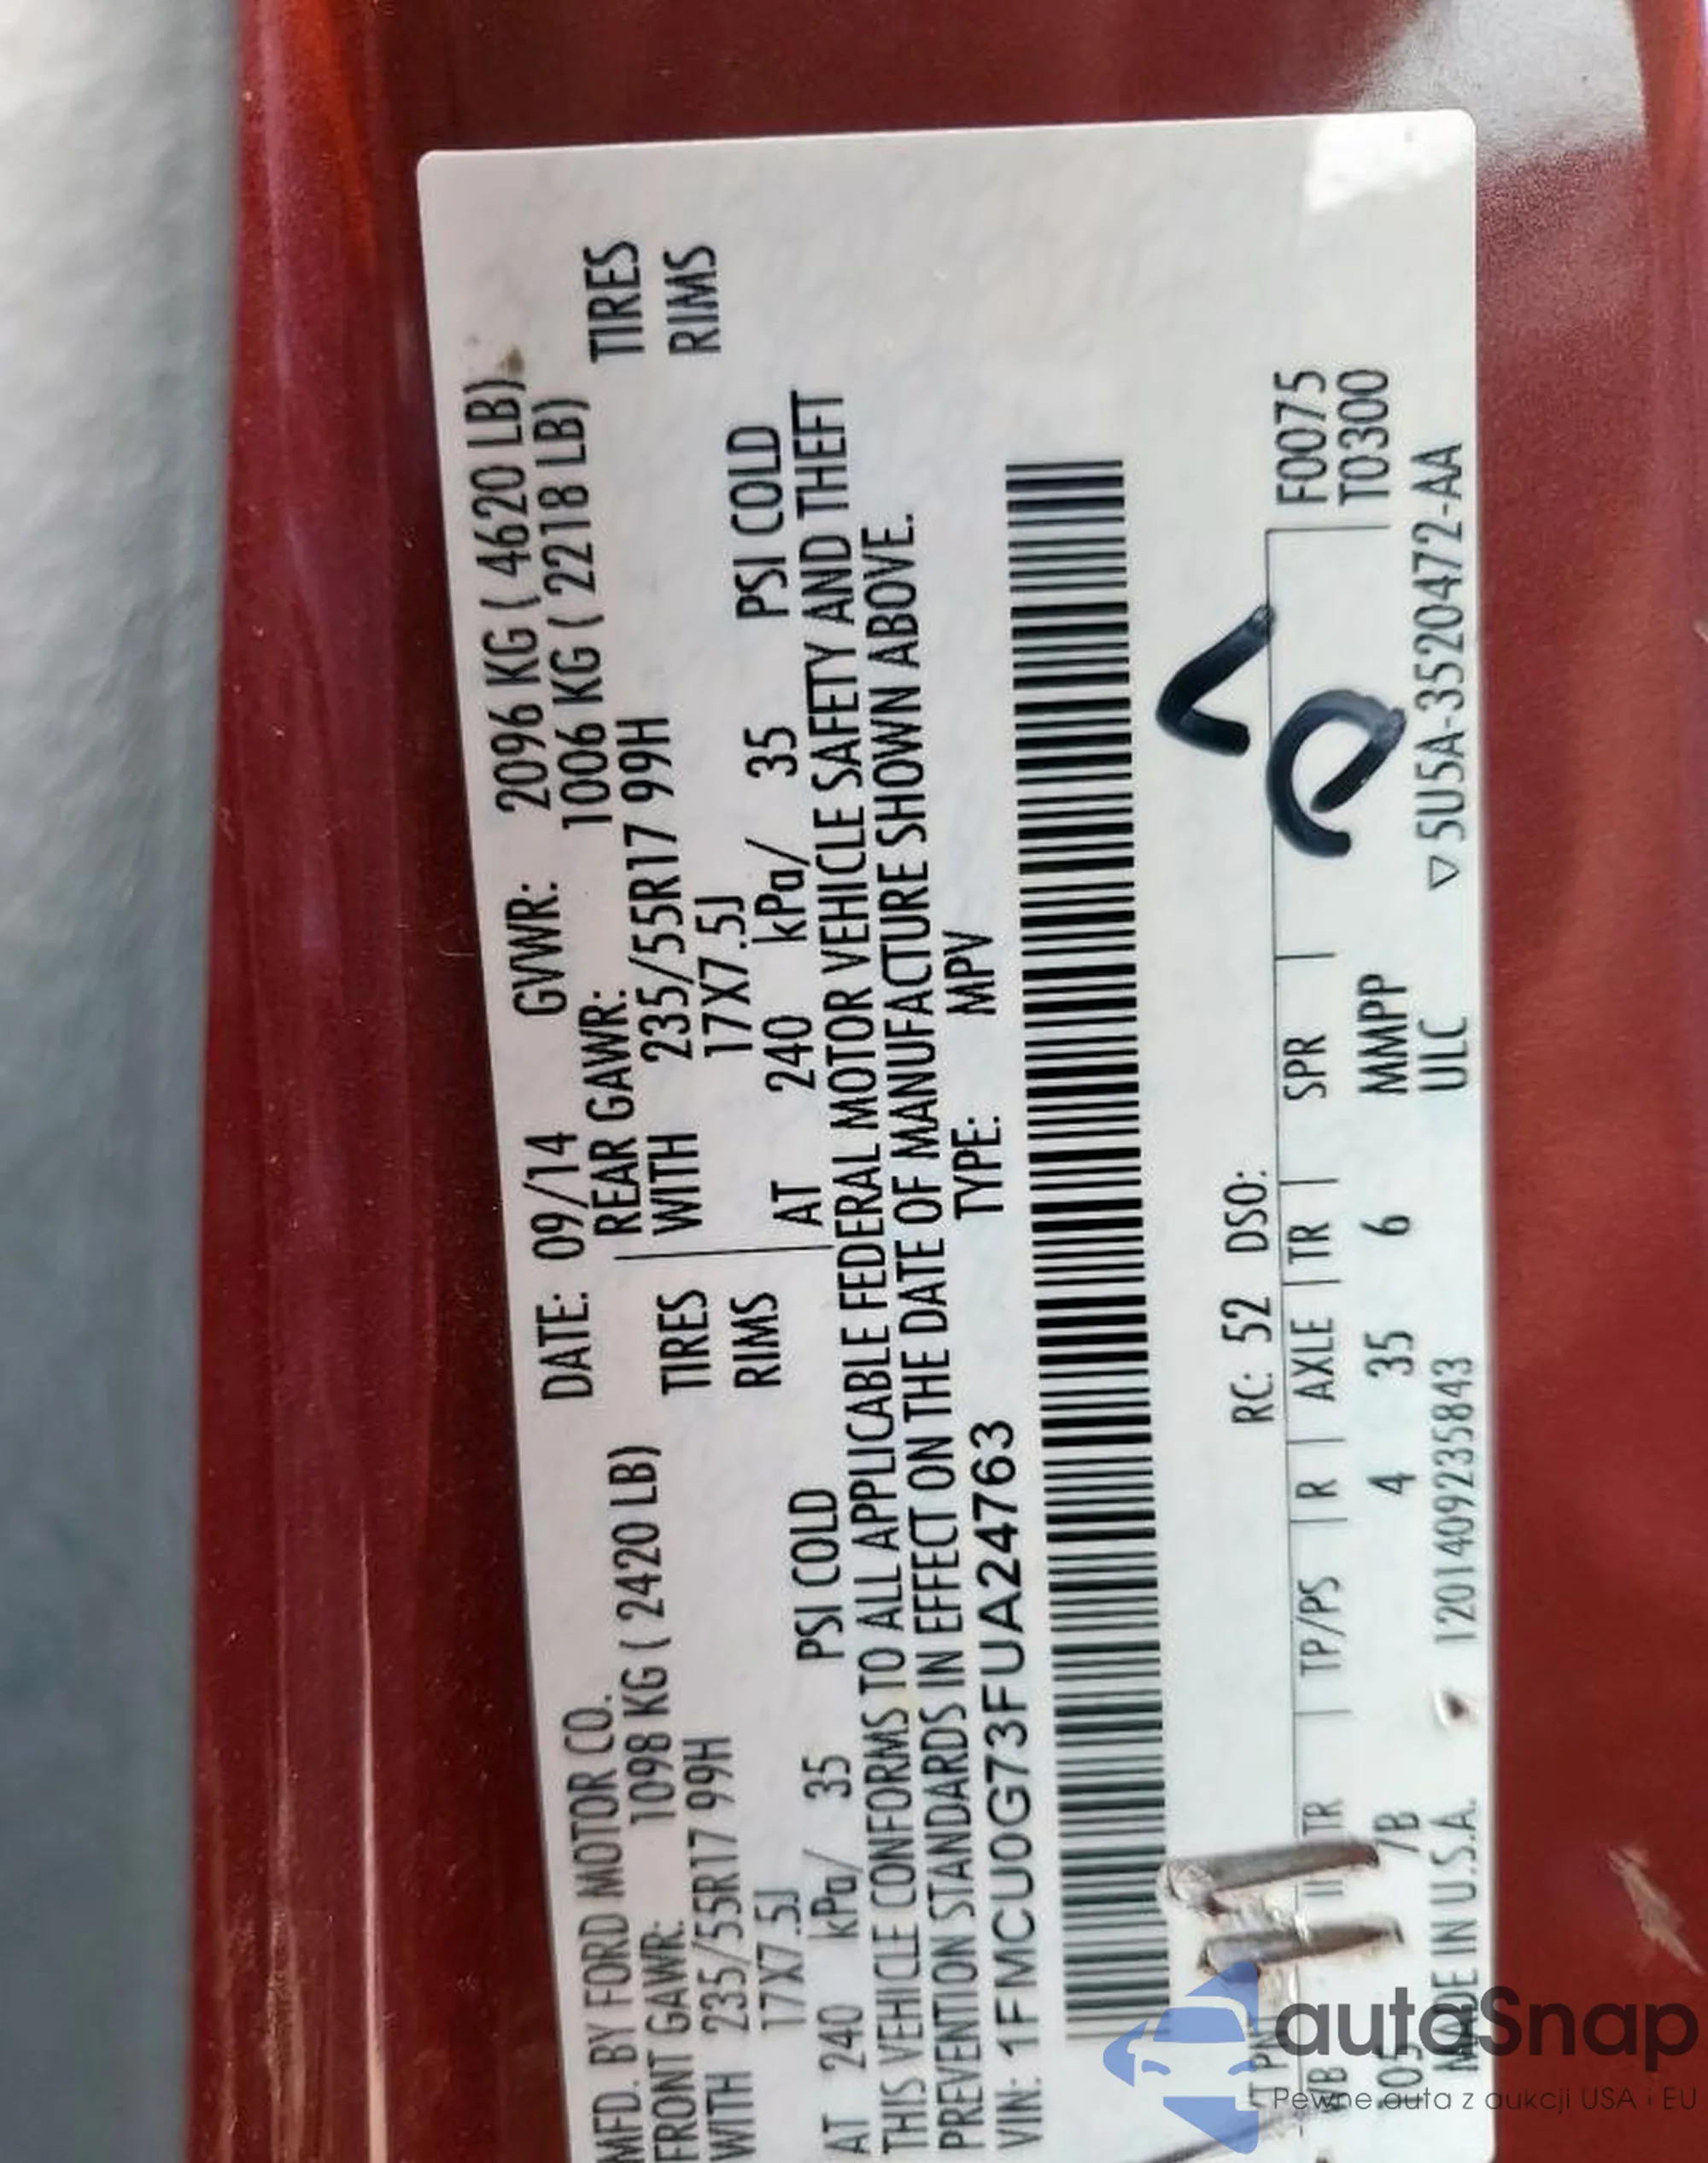 MFD. BY FORD MOTOR CO. DATE: 09/14 GVWR: 2096 KG ( 4620 LB)
FRONT GAWR: 1098 KG ( 2420 LB) REAR GAWR: 1006 KG ( 2218 LB)
WITH 235/55R17 99H TIRES WITH 235/55R17 99H TIRES
17X7.5J RIMS 17X7.5J RIMS
AT 240 kPa/ 35 PSI COLD AT 240 kPa/ 35 PSI COLD
THIS VEHICLE CONFORMS TO ALL APPLICABLE FEDERAL MOTOR VEHICLE SAFETY AND THEFT
PREVENTION STANDARDS IN EFFECT ON THE DATE OF MANUFACTURE SHOWN ABOVE.
VIN: 1FMCU0G73FUA24763 TYPE: MPV
RC: 52 DSO:
TR TP/PS R AXLE TR SPR F0075
7B 4 35 6 MMPP T0300
ULC
MADE IN U.S.A. 120140923584​3 ▽ 5U5A-3520472-AA
autaSnap
Pewne auta z aukcji USA i EU